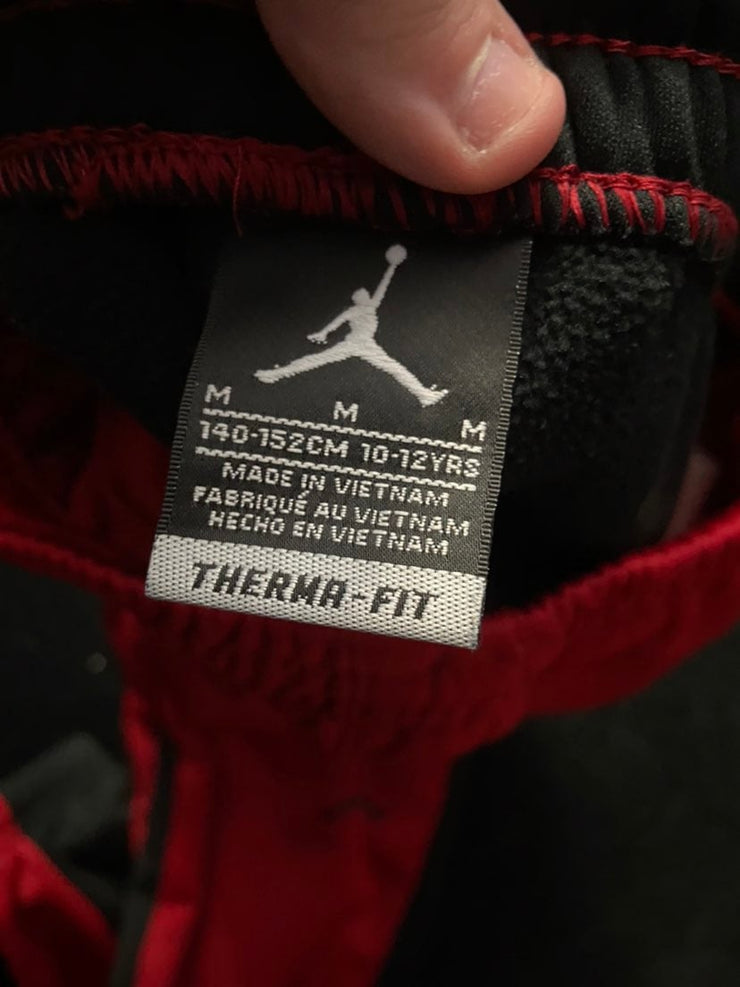 M M M
140-152CM 10-12YRS
MADE IN VIETNAM
FABRIQUÉ AU VIETNAM
HECHO EN VIETNAM
THERMA-FIT